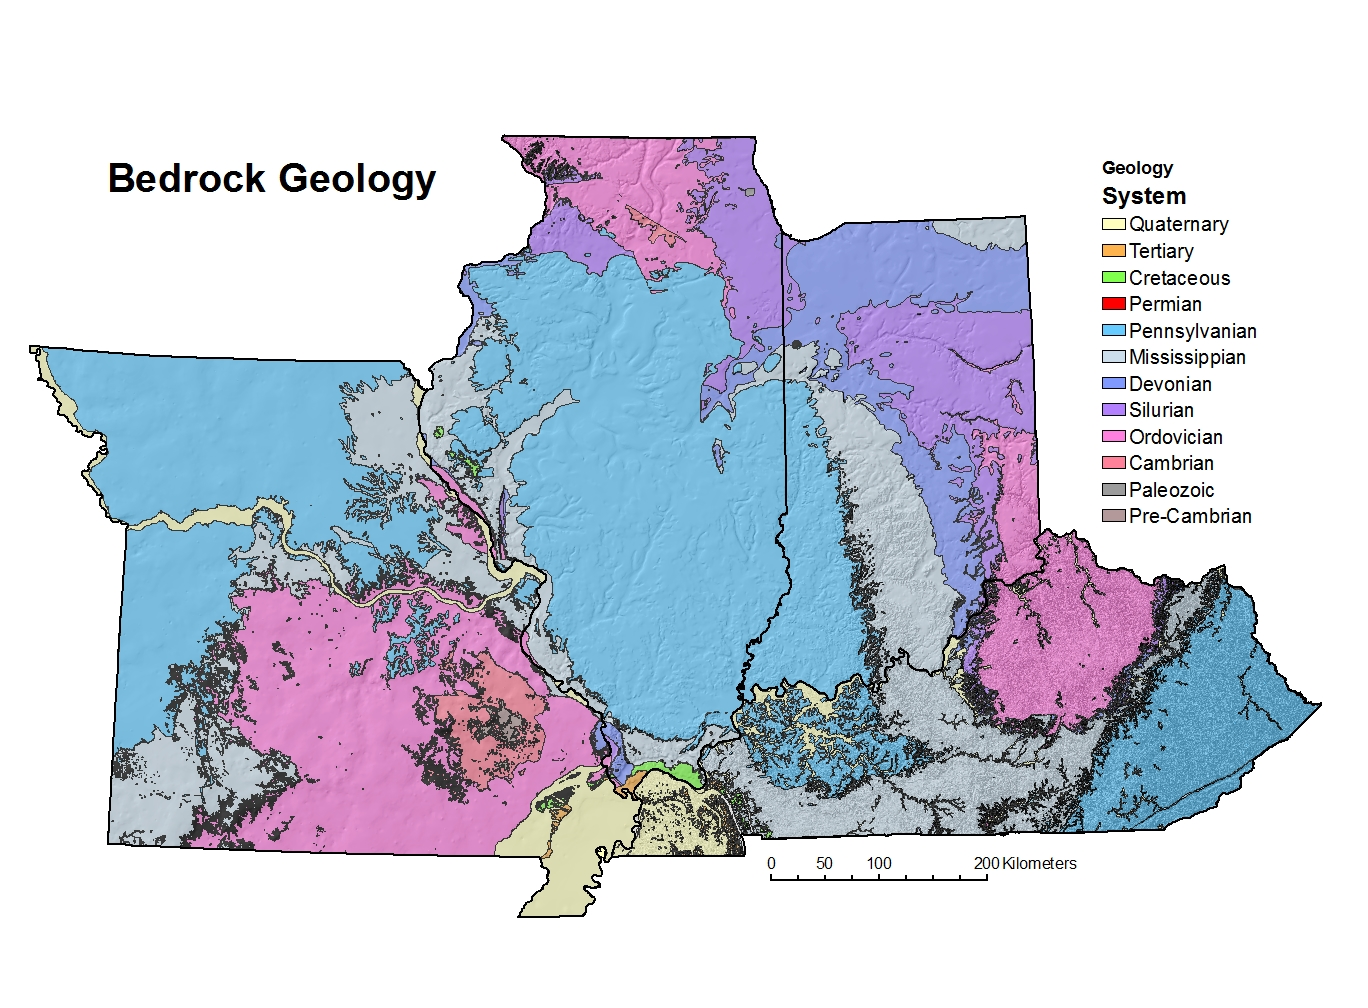 Bedrock Geology
Geology
System
Quaternary
Tertiary
Cretaceous
Permian
Pennsylvanian
Mississippian
Devonian
Silurian
Ordovician
Cambrian
Paleozoic
Pre-Cambrian
0 50 100 200 Kilometers